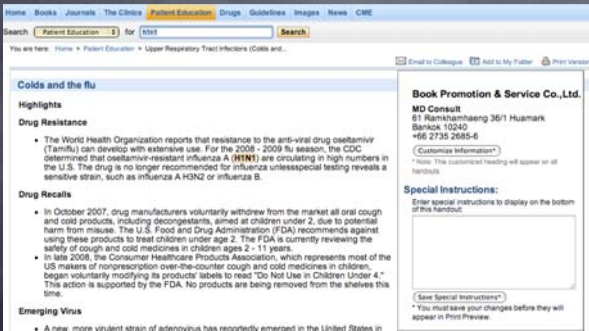 Home Books Journals The Clinics Patient Education Drugs Guidelines Images News CME
Search Patient Education for h1n1 Search
You are here: Home > Patient Education > Upper Respiratory Tract Infections (Colds and...
Email to Colleague Add to My Folder Print Version
Colds and the flu
Highlights
Drug Resistance
• The World Health Organization reports that resistance to the anti-viral drug oseltamivir
(Tamiflu) can develop with extensive use. For the 2008 - 2009 flu season, the CDC
determined that oseltamivir-resistant influenza A (H1N1) are circulating in high numbers in
the U.S. The drug is no longer recommended for influenza unlessspecial testing reveals a
sensitive strain, such as influenza A H3N2 or influenza B.
Drug Recalls
• In October 2007, drug manufacturers voluntarily withdrew from the market all oral cough
and cold products, including decongestants, aimed at children under 2, due to potential
harm from misuse. The U.S. Food and Drug Administration (FDA) recommends against
using these products to treat children under age 2. The FDA is currently reviewing the
safety of cough and cold medicines in children ages 2 - 11 years.
• In late 2008, the Consumer Healthcare Products Association, which represents most of the
US makers of nonprescription over-the-counter cough and cold medicines in children,
began voluntarily modifying its products' labels to read "Do Not Use in Children Under 4."
This action is supported by the FDA. No products are being removed from the shelves this
time.
Emerging Virus
• A new, more virulent strain of adenovirus has reportedly emerged in the United States in
Book Promotion & Service Co.,Ltd.
MD Consult
61 Ramkhamhaeng 36/1 Huamark
Bankok 10240
+66 2735 2685-6
Customize Information*
* Note: This customized heading will appear on all
handouts.
Special Instructions:
Enter special instructions to display on the bottom
of this handout:
Save Special Instructions*
* You must save your changes before they will
appear in Print Preview.